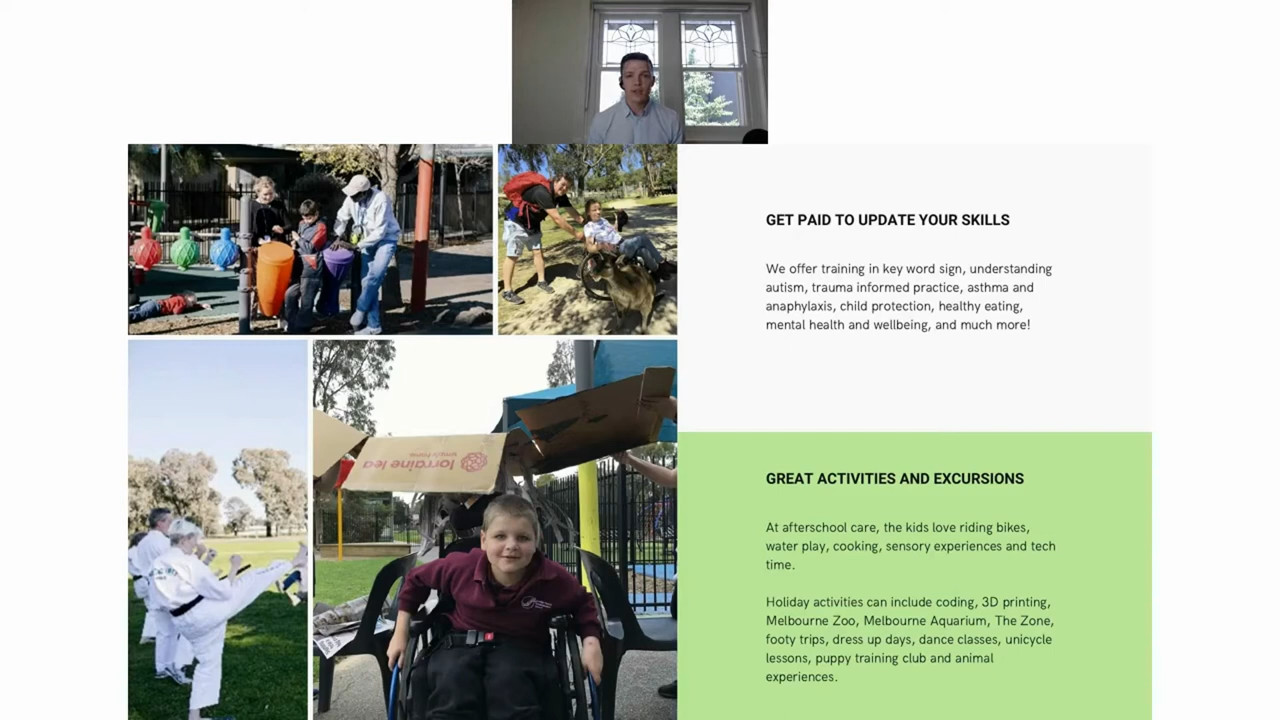 GET PAID TO UPDATE YOUR SKILLS
We offer training in key word sign, understanding
autism, trauma informed practice, asthma and
anaphylaxis, child protection, healthy eating,
mental health and wellbeing, and much more!
lorraine lea
GREAT ACTIVITIES AND EXCURSIONS
At afterschool care, the kids love riding bikes,
water play, cooking, sensory experiences and tech
time.
Holiday activities can include coding, 3D printing,
Melbourne Zoo, Melbourne Aquarium, The Zone,
footy trips, dress up days, dance classes, unicycle
lessons, puppy training club and animal
experiences.